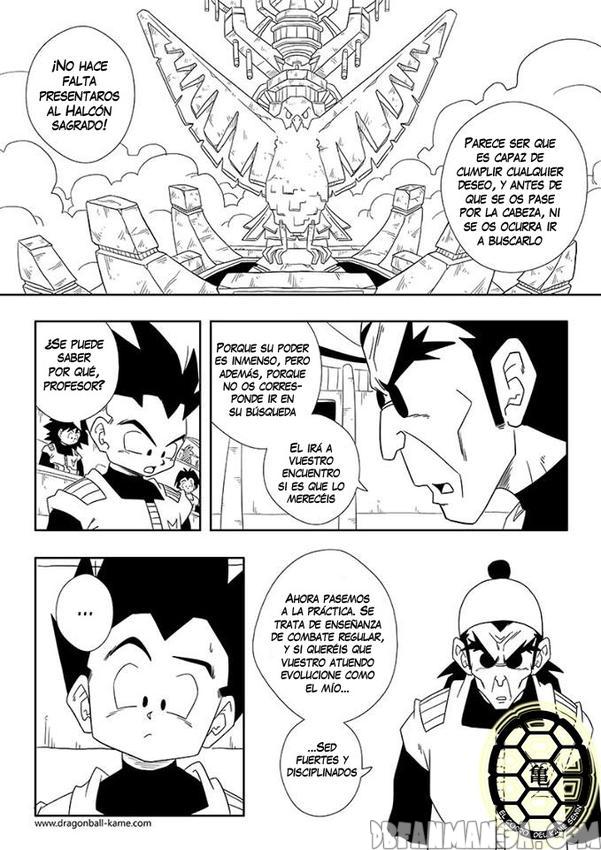 ¡NO HACE
FALTA
PRESENTAROS
AL HALCÓN
SAGRADO!
PARECE SER QUE
ES CAPAZ DE
CUMPLIR CUALQUIER
DESEO, Y ANTES DE
QUE SE OS PASE
POR LA CABEZA, NI
SE OS OCURRA IR
A BUSCARLO
¿SE PUEDE
SABER
POR QUÉ,
PROFESOR?
PORQUE SU PODER
ES INMENSO, PERO
ADEMÁS, PORQUE
NO OS CORRES-
PONDE IR EN
SU BÚSQUEDA
EL IRÁ A
VUESTRO
ENCUENTRO
SI ES QUE LO
MERECÉIS
...
AHORA PASEMOS
A LA PRÁCTICA. SE
TRATA DE ENSEÑANZA
DE COMBATE REGULAR,
Y SI QUERÉIS QUE
VUESTRO ATUENDO
EVOLUCIONE COMO
EL MÍO...
...SED
FUERTES Y
DISCIPLINADOS
www.dragonball-kame.com
亀
DBFANMANGA.COM